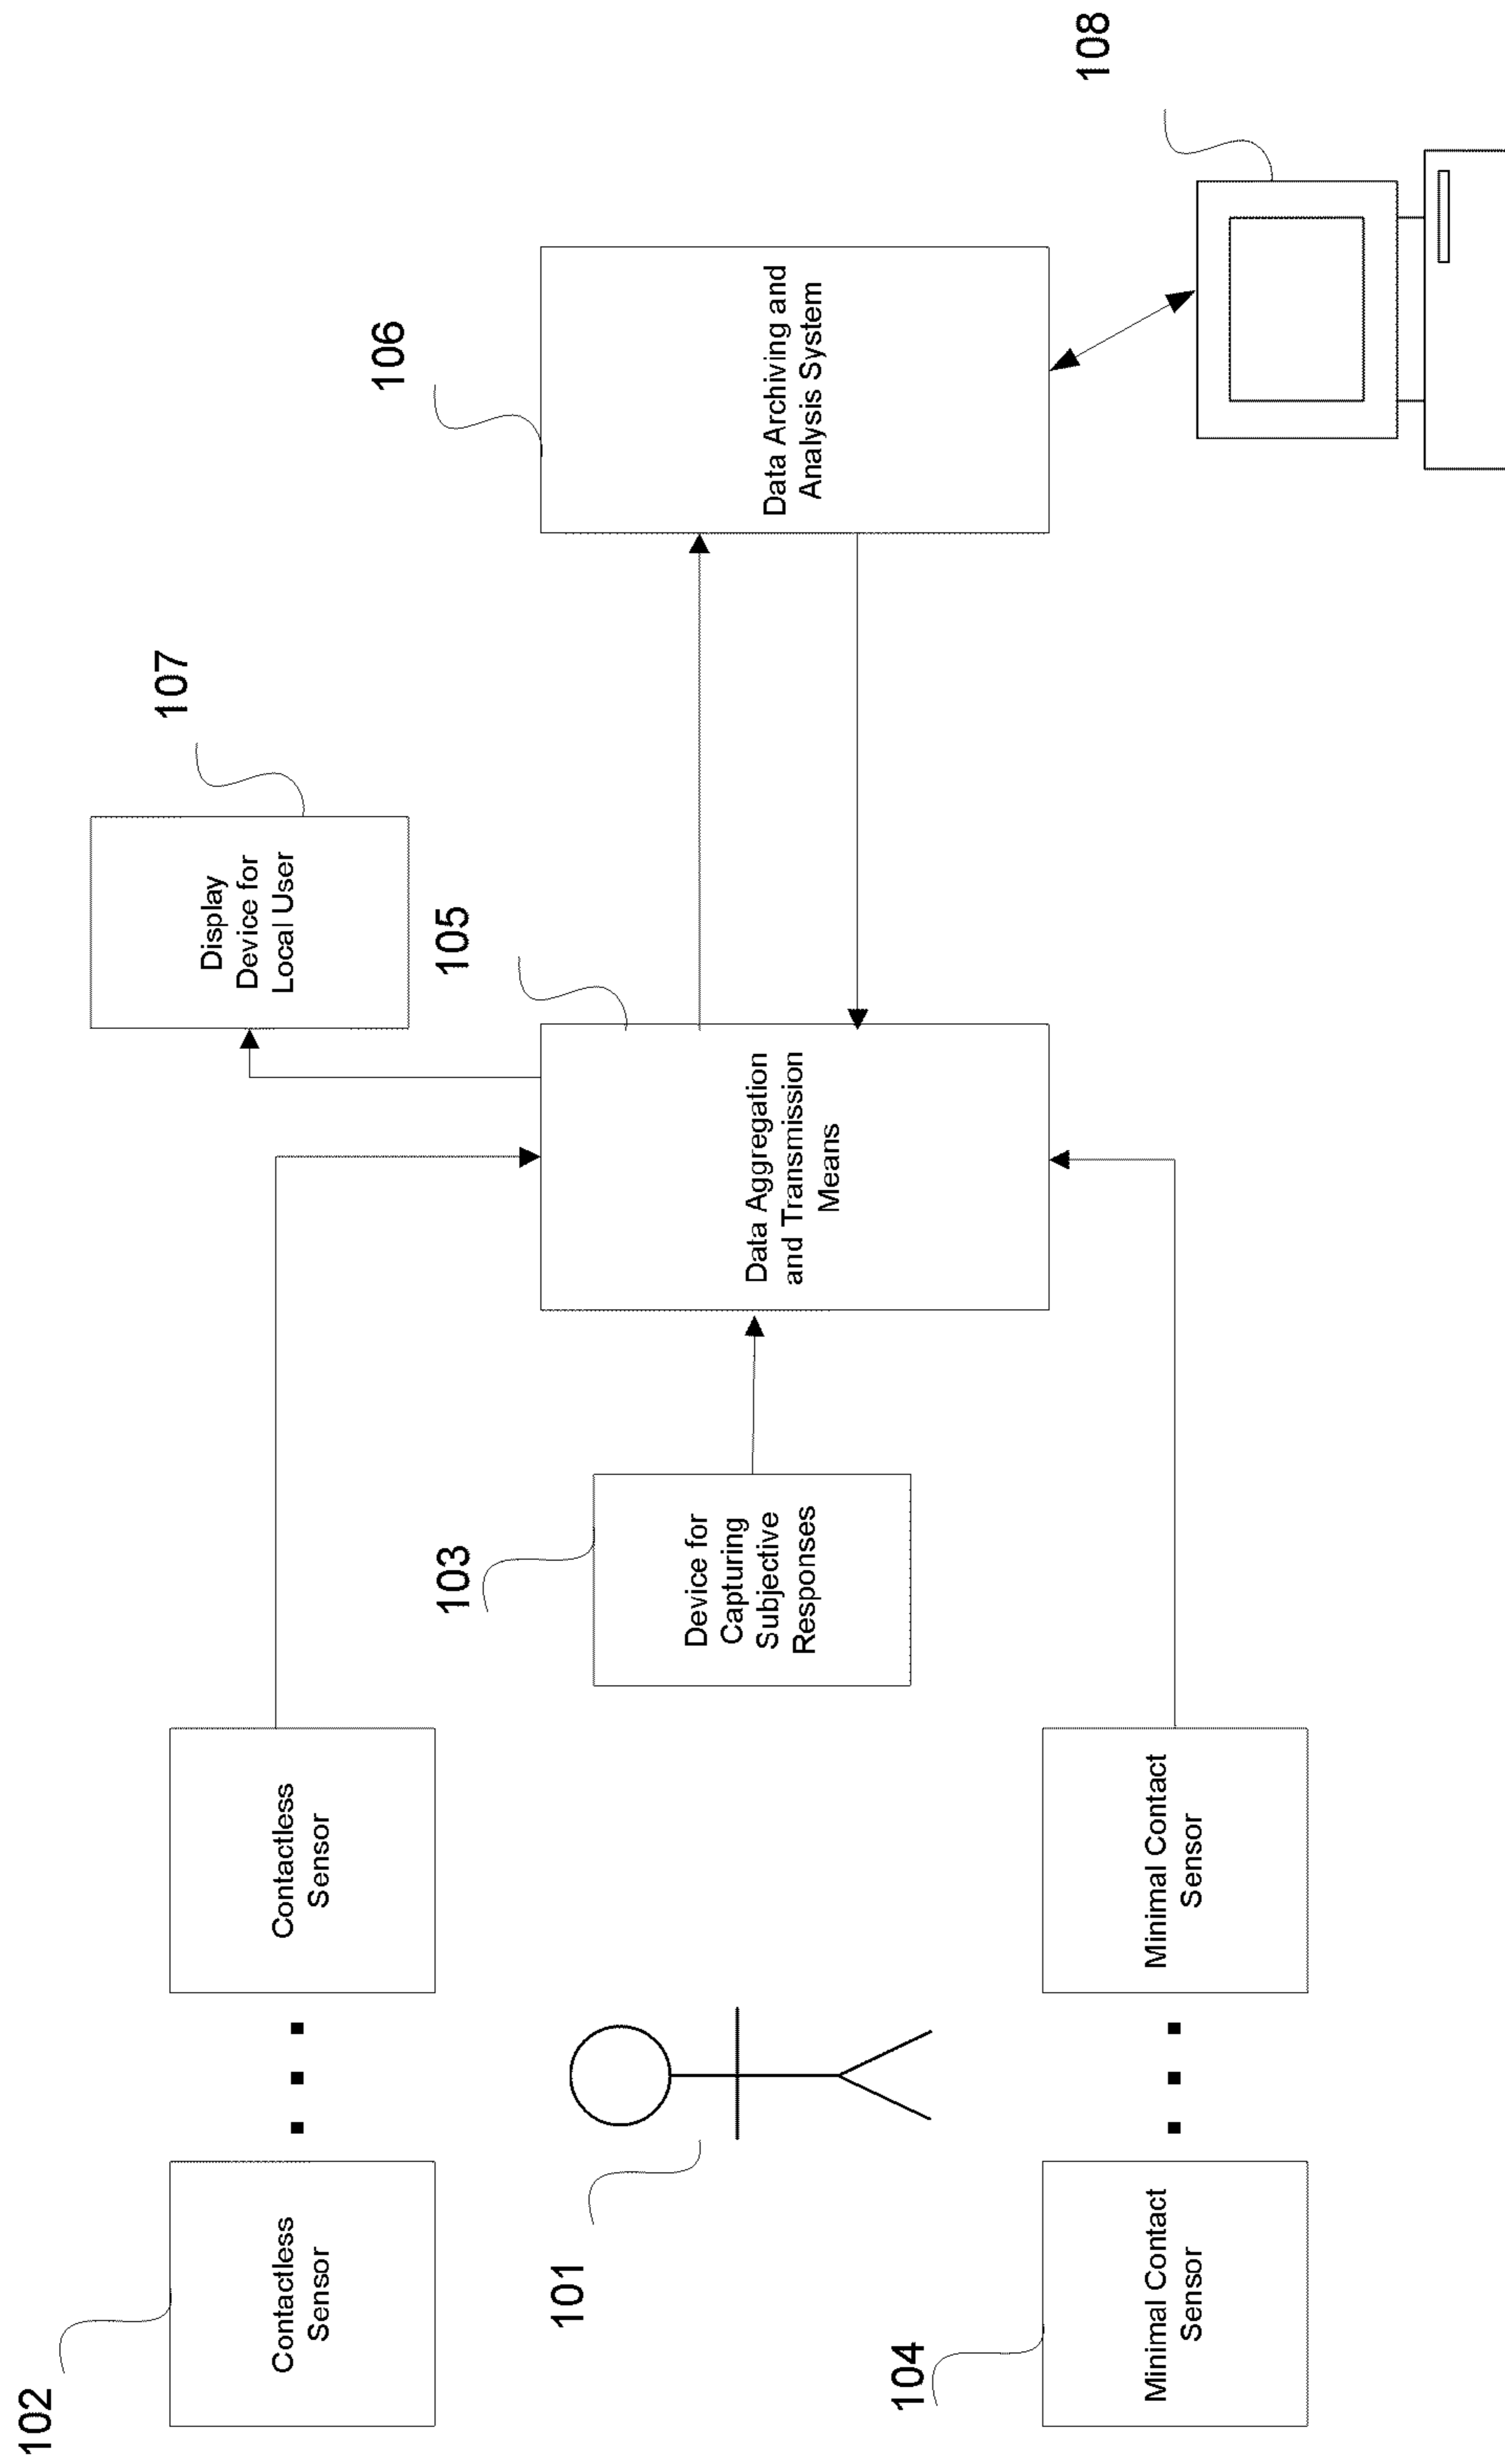 102
Contactless
Sensor
Contactless
Sensor
107
Display
Device for
Local User
106
Data Archiving and
Analysis System
105
Data Aggregation
and Transmission
Means
103
Device for
Capturing
Subjective
Responses
101
104
Minimal Contact
Sensor
Minimal Contact
Sensor
108